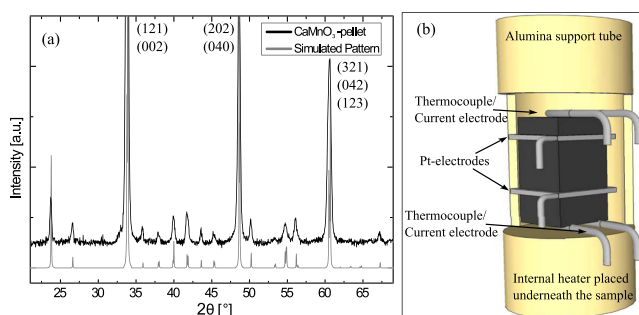 (a)
(121)
(002)
(202)
(040)
CaMnO₃-pellet
Simulated Pattern
(321)
(042)
(123)
Intensity [a.u.]
25 30 35 40 45 50 55 60 65
2θ [°]
(b)
Alumina support tube
Thermocouple/
Current electrode
Pt-electrodes
Thermocouple/
Current electrode
Internal heater placed
underneath the sample